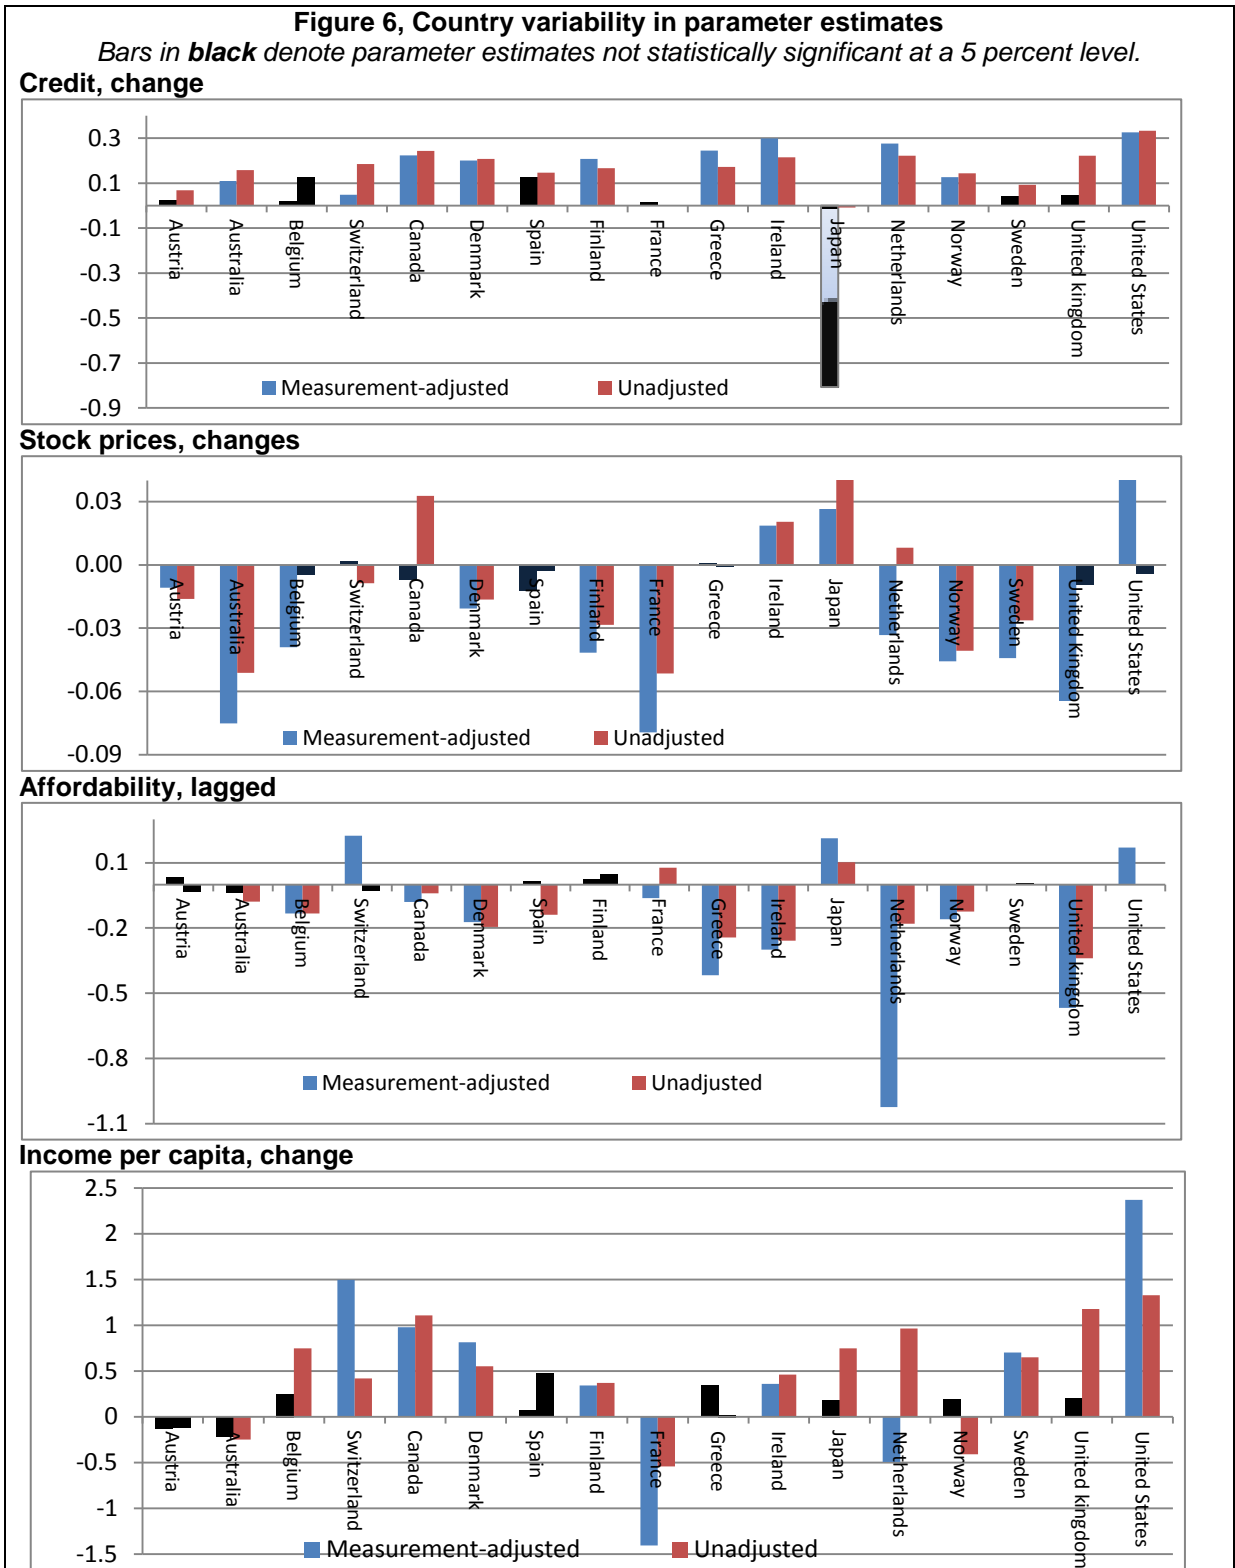 Figure 6, Country variability in parameter estimates
Bars in black denote parameter estimates not statistically significant at a 5 percent level.
Credit, change
0.3
0.1
-0.1
-0.3
-0.5
-0.7
-0.9
Austria
Australia
Belgium
Switzerland
Canada
Denmark
Spain
Finland
France
Greece
Ireland
Japan
Netherlands
Norway
Sweden
United kingdom
United States
Measurement-adjusted
Unadjusted
Stock prices, changes
0.03
0.00
-0.03
-0.06
-0.09
Austria
Australia
Belgium
Switzerland
Canada
Denmark
Spain
Finland
France
Greece
Ireland
Japan
Netherlands
Norway
Sweden
United Kingdom
United States
Measurement-adjusted
Unadjusted
Affordability, lagged
0.1
-0.2
-0.5
-0.8
-1.1
Austria
Australia
Belgium
Switzerland
Canada
Denmark
Spain
Finland
France
Greece
Ireland
Japan
Netherlands
Norway
Sweden
United kingdom
United States
Measurement-adjusted
Unadjusted
Income per capita, change
2.5
2
1.5
1
0.5
0
-0.5
-1
-1.5
Austria
Australia
Belgium
Switzerland
Canada
Denmark
Spain
Finland
France
Greece
Ireland
Japan
Netherlands
Norway
Sweden
United kingdom
United States
Measurement-adjusted
Unadjusted